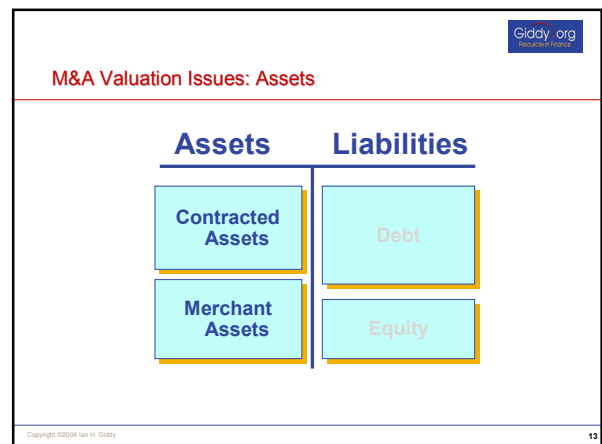 Giddy.org
Resources in Finance
M&A Valuation Issues: Assets
Assets Liabilities
Contracted
Assets
Debt
Merchant
Assets
Equity
Copyright ©2004 Ian H. Giddy
13